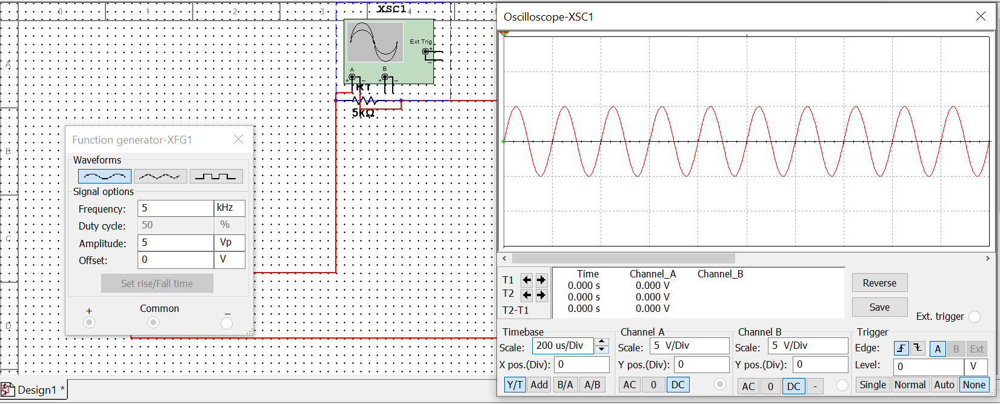 0 1 2 3 4
A
B
C
D
XSC1
Ext Trig
+
−
A B
+ − + −
R1
5kΩ
Function generator-XFG1
Waveforms
Signal options
Frequency: 5 kHz
Duty cycle: 50 %
Amplitude: 5 Vp
Offset: 0 V
Set rise/Fall time
+ Common −
Design1 *
Oscilloscope-XSC1
Time Channel_A Channel_B
T1 0.000 s 0.000 V
T2 0.000 s 0.000 V
T2-T1 0.000 s 0.000 V
Reverse
Save
Ext. trigger
Timebase
Scale: 200 us/Div
X pos.(Div): 0
Y/T Add B/A A/B
Channel A
Scale: 5 V/Div
Y pos.(Div): 0
AC 0 DC
Channel B
Scale: 5 V/Div
Y pos.(Div): 0
AC 0 DC -
Trigger
Edge: A B Ext
Level: 0 V
Single Normal Auto None